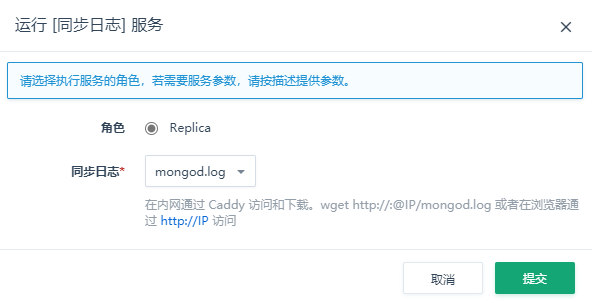 运行 [同步日志] 服务
请选择执行服务的角色，若需要服务参数，请按描述提供参数。
角色 Replica
同步日志* mongod.log
在内网通过 Caddy 访问和下载。wget http://:@IP/mongod.log 或者在浏览器通
过 http://IP 访问
取消 提交